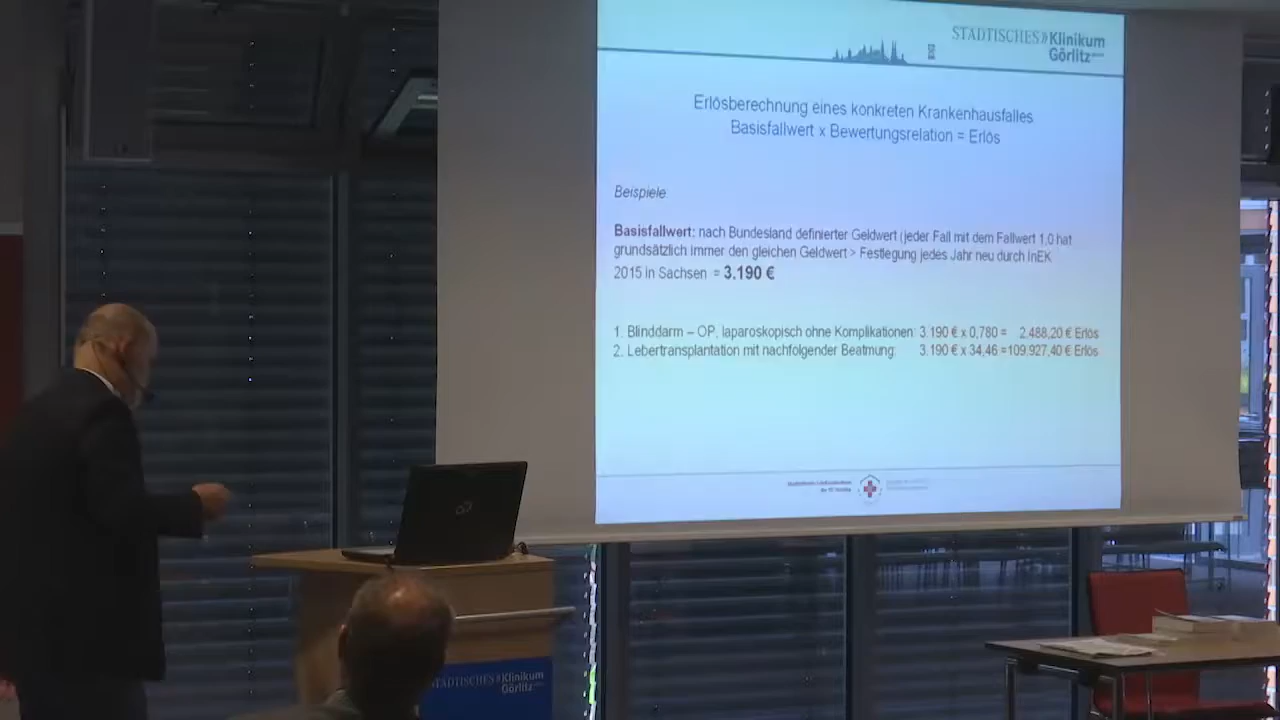 STÄDTISCHES Klinikum
Görlitz
Erlösberechnung eines konkreten Krankenhausfalles
Basisfallwert x Bewertungsrelation = Erlös
Beispiele
Basisfallwert: nach Bundesland definierter Geldwert (jeder Fall mit dem Fallwert 1,0 hat
grundsätzlich immer den gleichen Geldwert > Festlegung jedes Jahr neu durch InEK
2015 in Sachsen = 3.190 €
1. Blinddarm – OP, laparoskopisch ohne Komplikationen: 3.190 € x 0,780 = 2.488,20 € Erlös
2. Lebertransplantation mit nachfolgender Beatmung: 3.190 € x 34,46 =109.927,40 € Erlös
STÄDTISCHES Klinikum
Görlitz